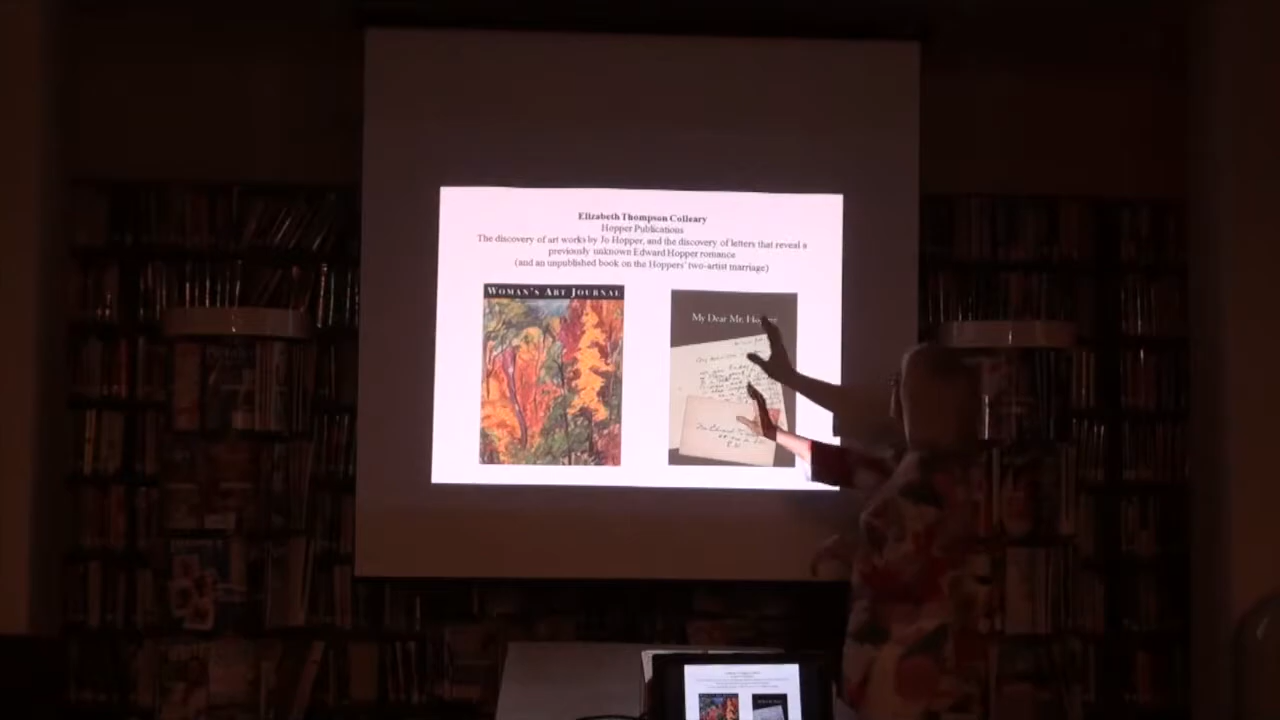 Elizabeth Thompson Colleary
Hopper Publications
The discovery of art works by Jo Hopper, and the discovery of letters that reveal a
previously unknown Edward Hopper romance
(and an unpublished book on the Hoppers' two-artist marriage)
WOMAN'S ART JOURNAL
My Dear Mr. Hopper